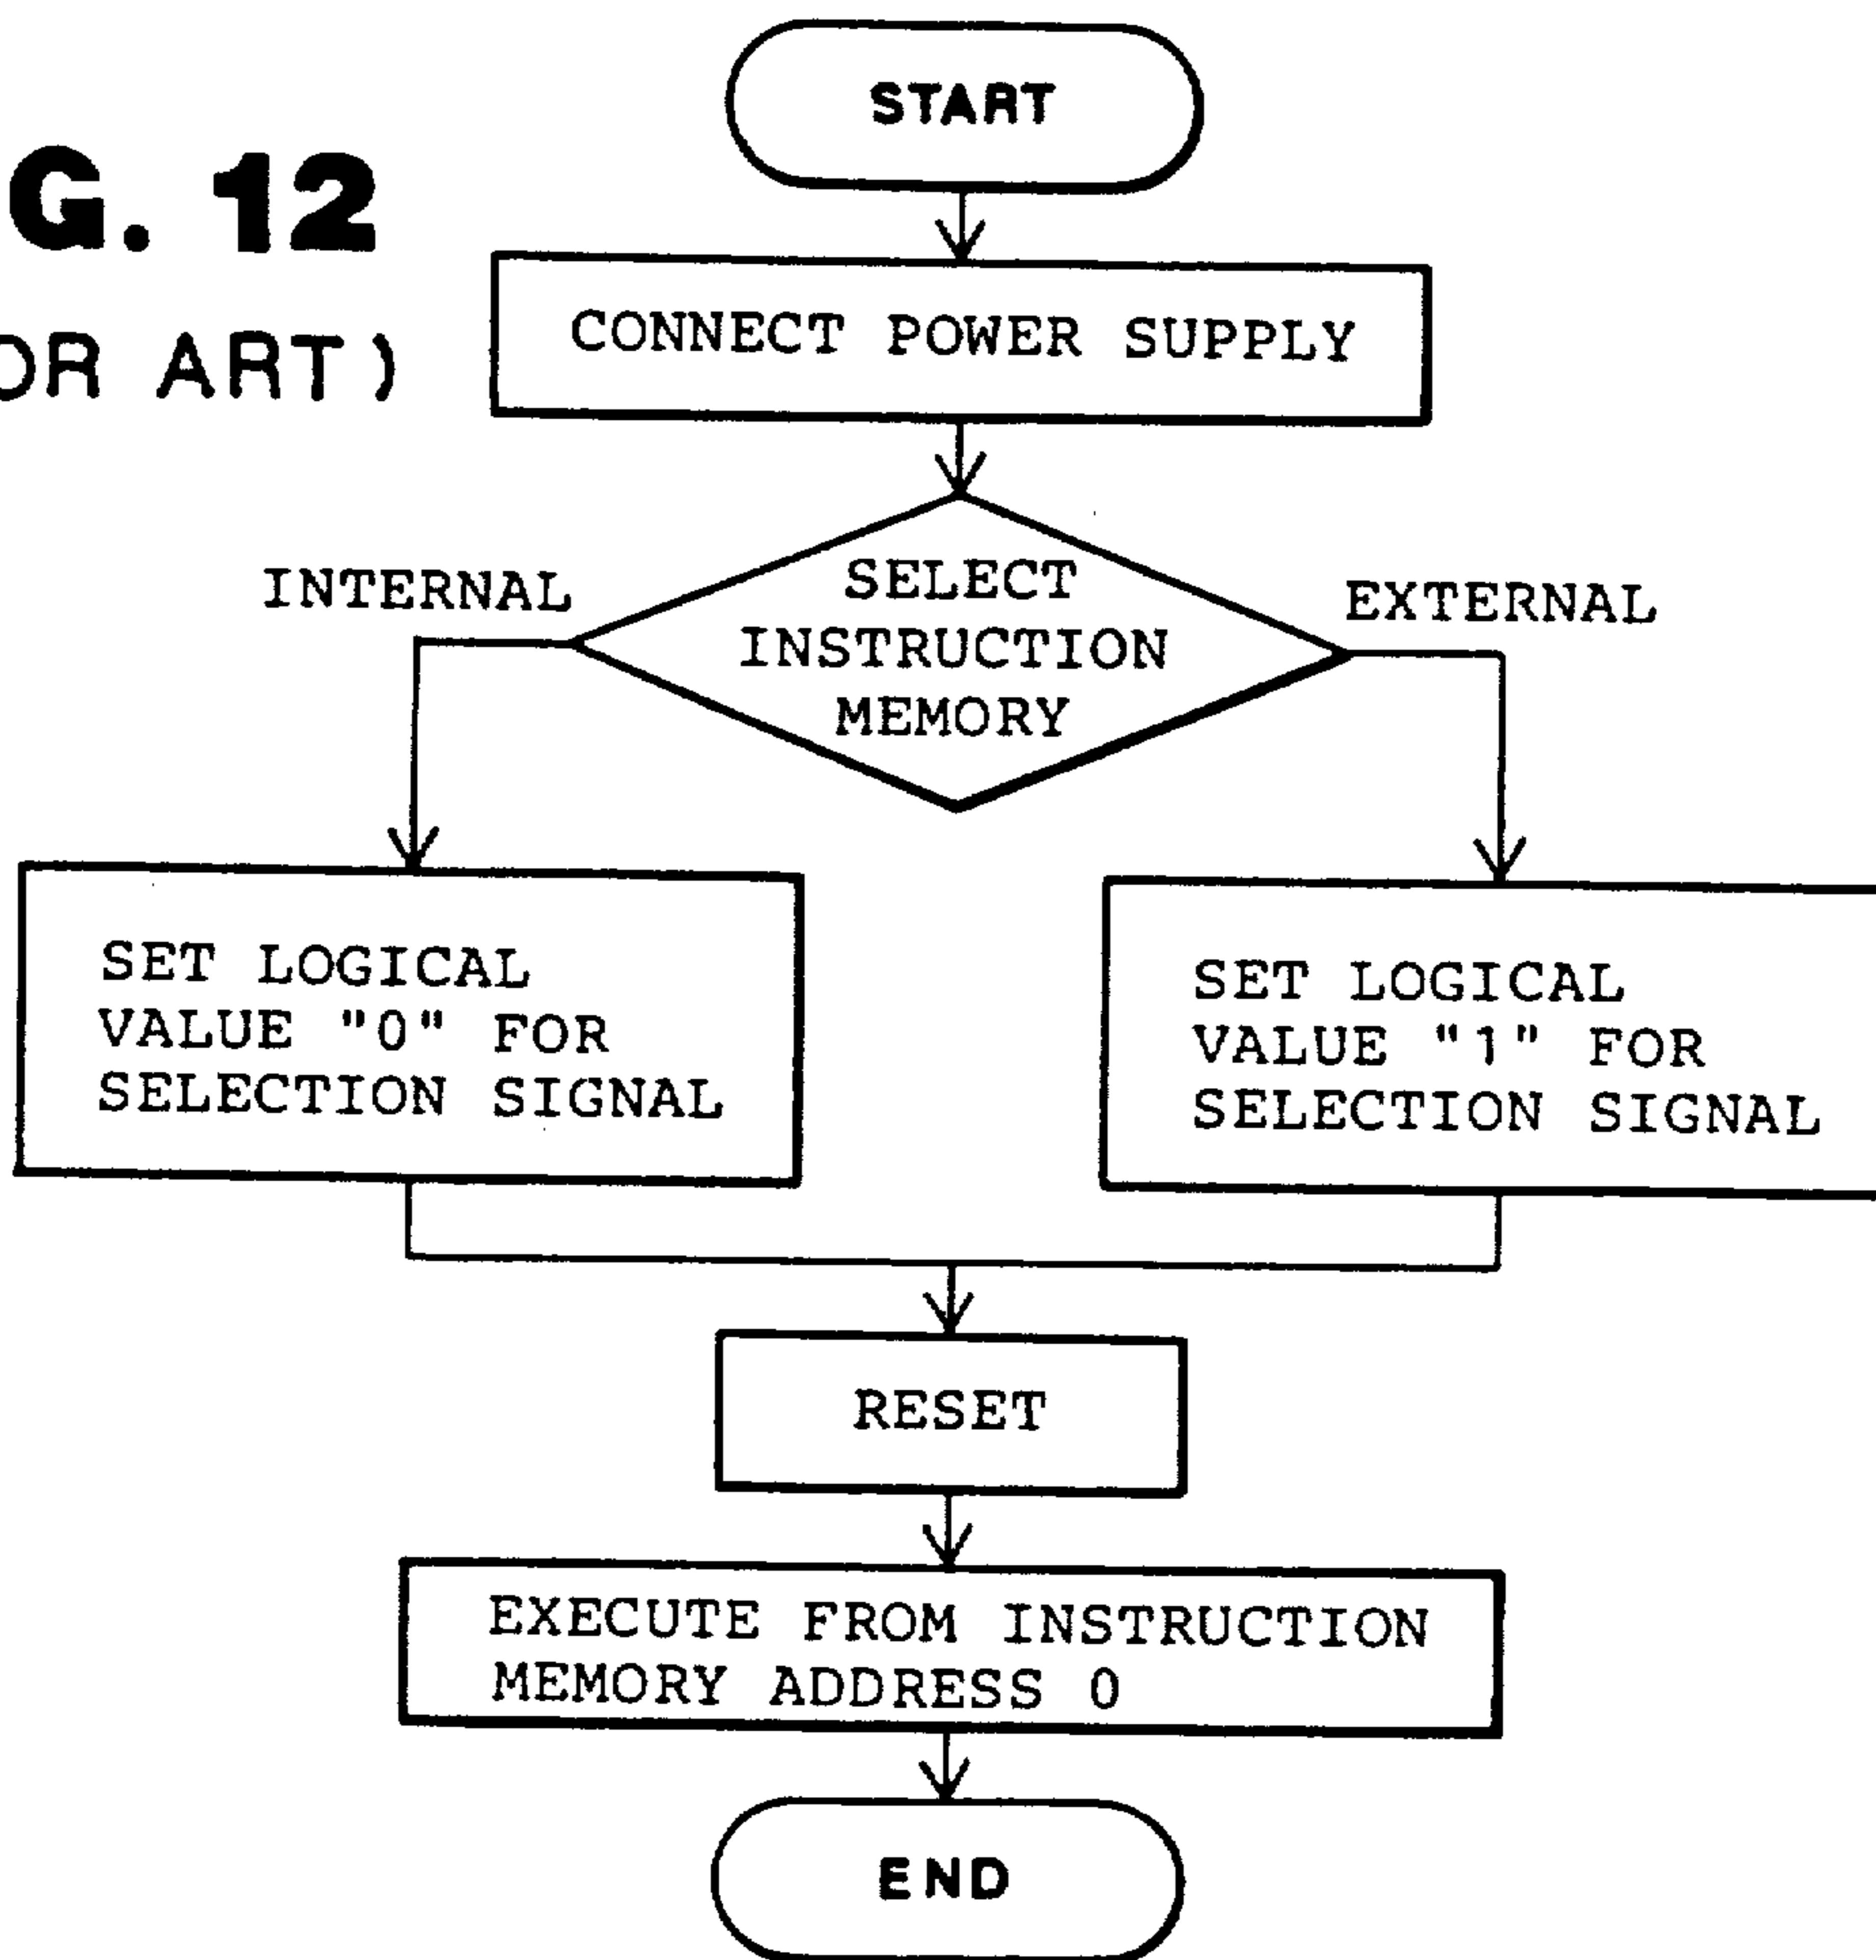 START
G. 12
CONNECT POWER SUPPLY
OR ART)
INTERNAL
SELECT
INSTRUCTION
MEMORY
EXTERNAL
SET LOGICAL
VALUE "0" FOR
SELECTION SIGNAL
SET LOGICAL
VALUE "1" FOR
SELECTION SIGNAL
RESET
EXECUTE FROM INSTRUCTION
MEMORY ADDRESS 0
END